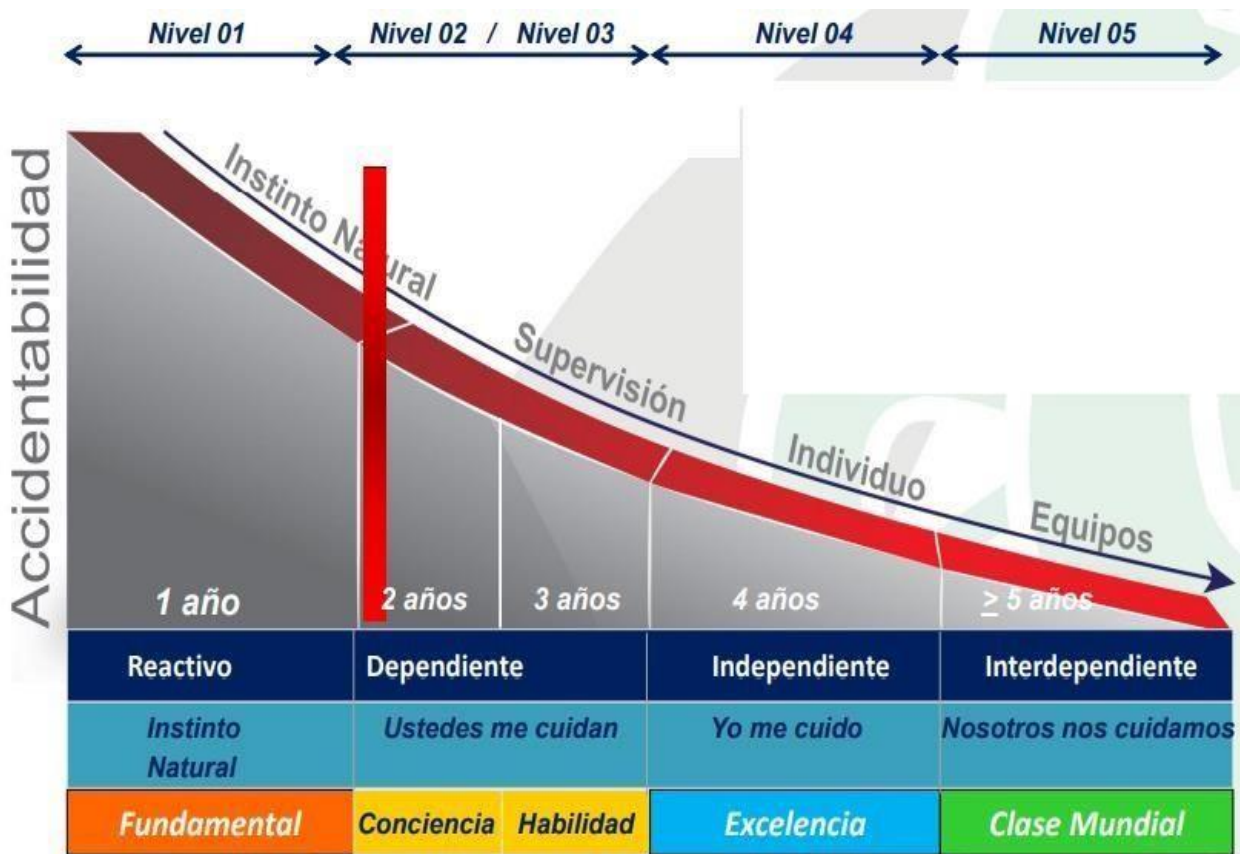 Nivel 01
Nivel 02 / Nivel 03
Nivel 04
Nivel 05
Accidentabilidad
Instinto Natural
Supervisión
Individuo
Equipos
1 año
2 años
3 años
4 años
≥ 5 años
Reactivo
Dependiente
Independiente
Interdependiente
Instinto
Natural
Ustedes me cuidan
Yo me cuido
Nosotros nos cuidamos
Fundamental
Conciencia
Habilidad
Excelencia
Clase Mundial